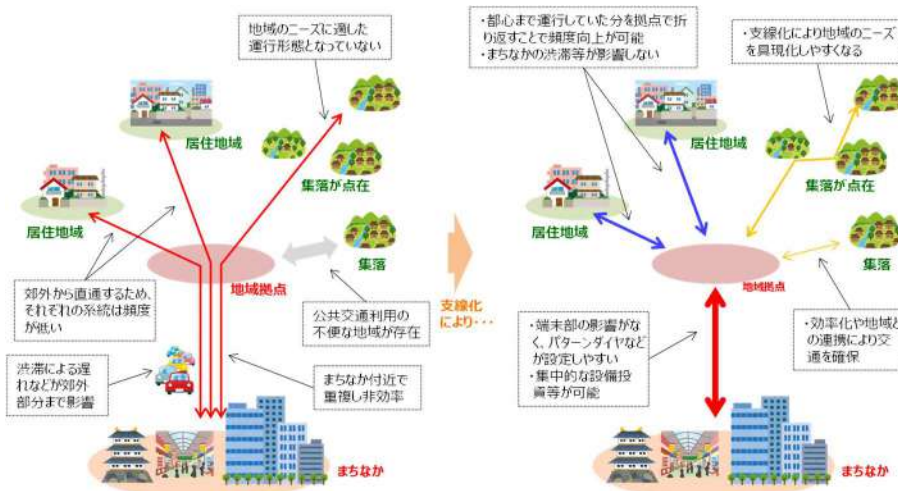 地域のニーズに適した
運行形態となっていない
居住地域
集落が点在
居住地域
集落
地域拠点
郊外から直通するため、
それぞれの系統は頻度
が低い
公共交通利用の
不便な地域が存在
渋滞による遅
れなどが郊外
部分まで影響
まちなか付近で
重複し非効率
まちなか
支線化
により・・・
・都心まで運行していた分を拠点で折
り返すことで頻度向上が可能
・まちなかの渋滞等が影響しない
・支線化により地域のニーズ
を具現化しやすくなる
居住地域
集落が点在
居住地域
集落
地域拠点
・端末部の影響がな
く、パターンダイヤなど
が設定しやすい
・集中的な設備投
資等が可能
・効率化や地域と
の連携により交
通を確保
まちなか